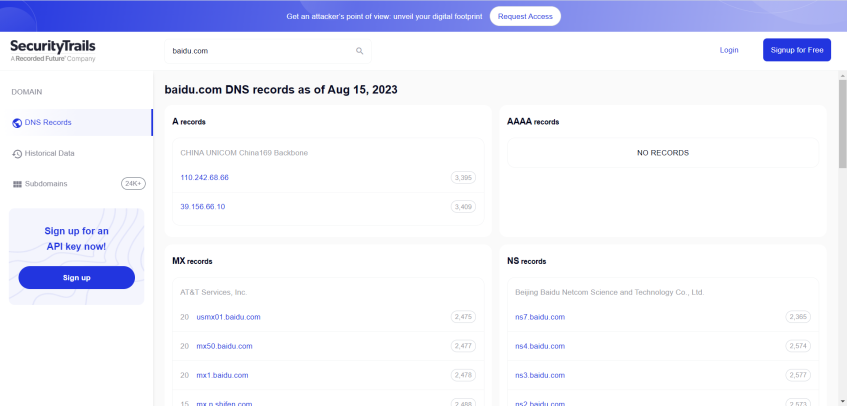 Get an attacker's point of view: unveil your digital footprint
Request Access
SecurityTrails
A Recorded Future® Company
baidu.com
Login
Signup for Free
DOMAIN
DNS Records
Historical Data
Subdomains
24K+
Sign up for an
API key now!
Sign up
baidu.com DNS records as of Aug 15, 2023
A records
CHINA UNICOM China169 Backbone
110.242.68.66
3,395
39.156.66.10
3,409
AAAA records
NO RECORDS
MX records
AT&T Services, Inc.
20 usmx01.baidu.com 2,475
20 mx50.baidu.com 2,477
20 mx1.baidu.com 2,478
15 mx.n.shifen.com 2,488
NS records
Beijing Baidu Netcom Science and Technology Co., Ltd.
ns7.baidu.com 2,365
ns4.baidu.com 2,574
ns3.baidu.com 2,577
ns2.baidu.com 2,573